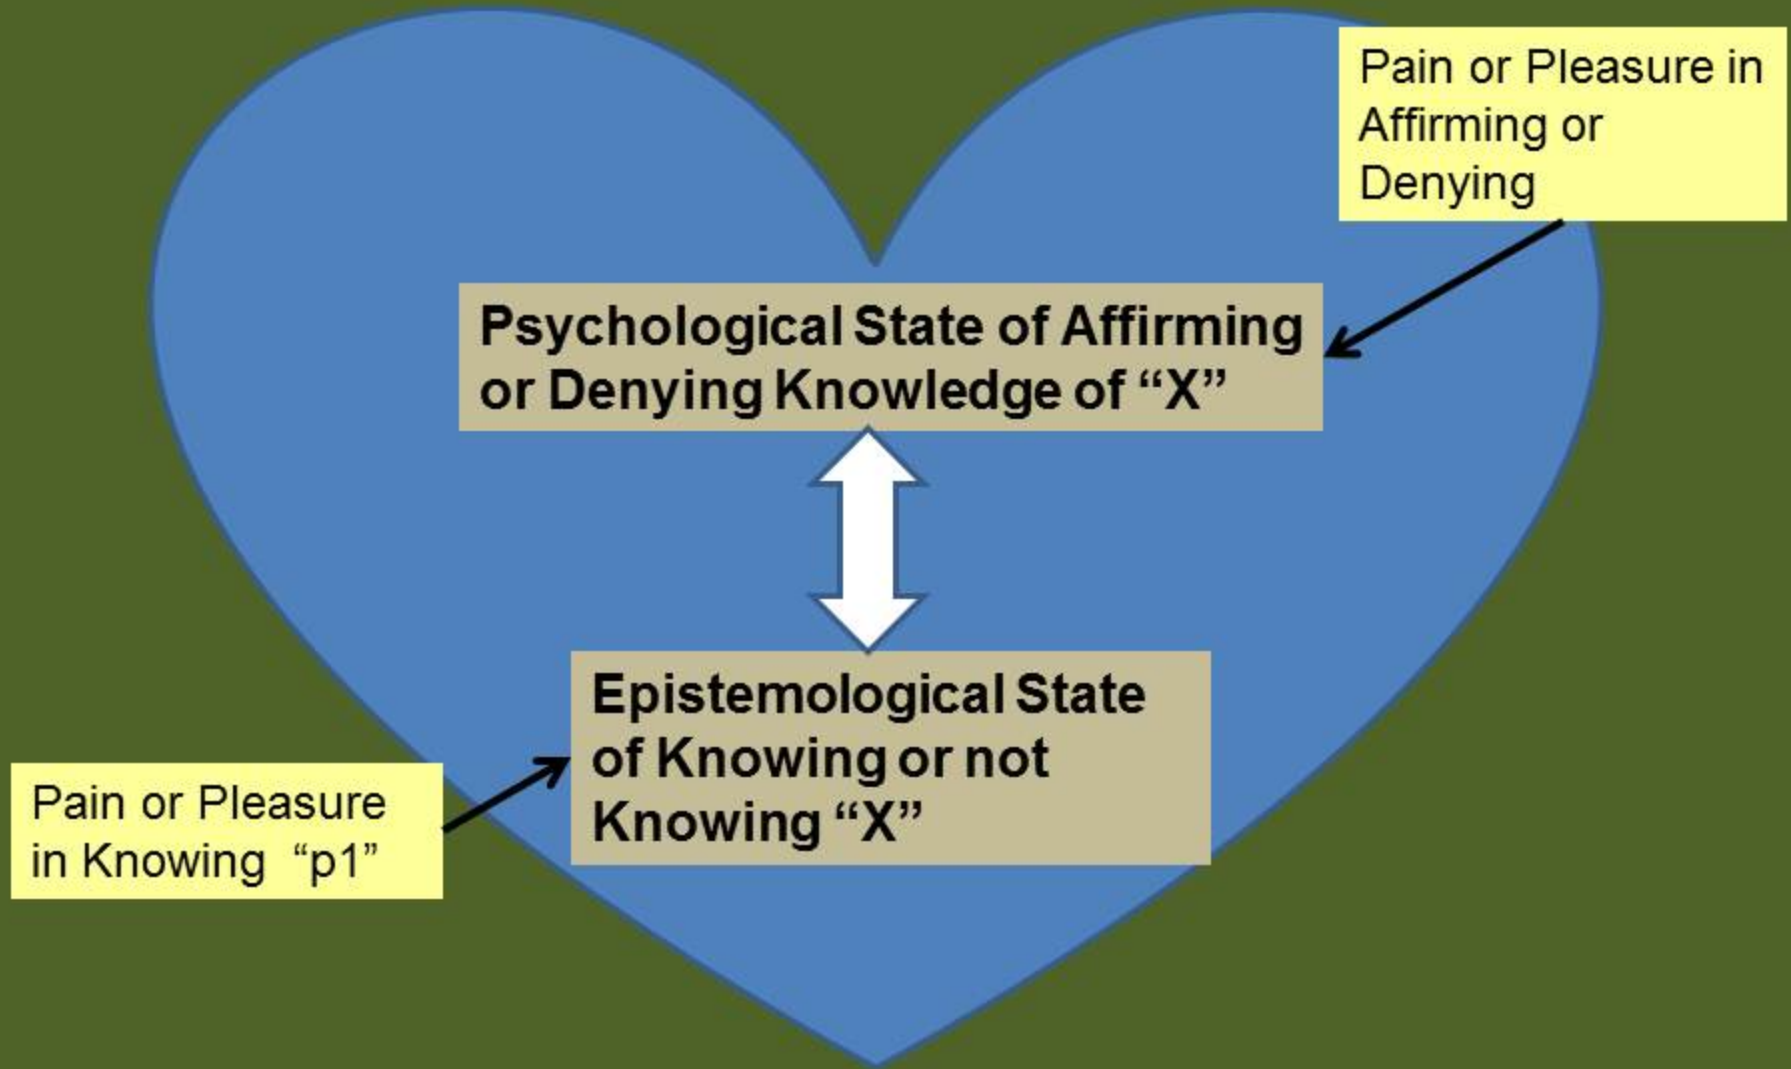 Pain or Pleasure in
Affirming or
Denying
Psychological State of Affirming
or Denying Knowledge of “X”
Epistemological State
of Knowing or not
Knowing “X”
Pain or Pleasure
in Knowing “p1”